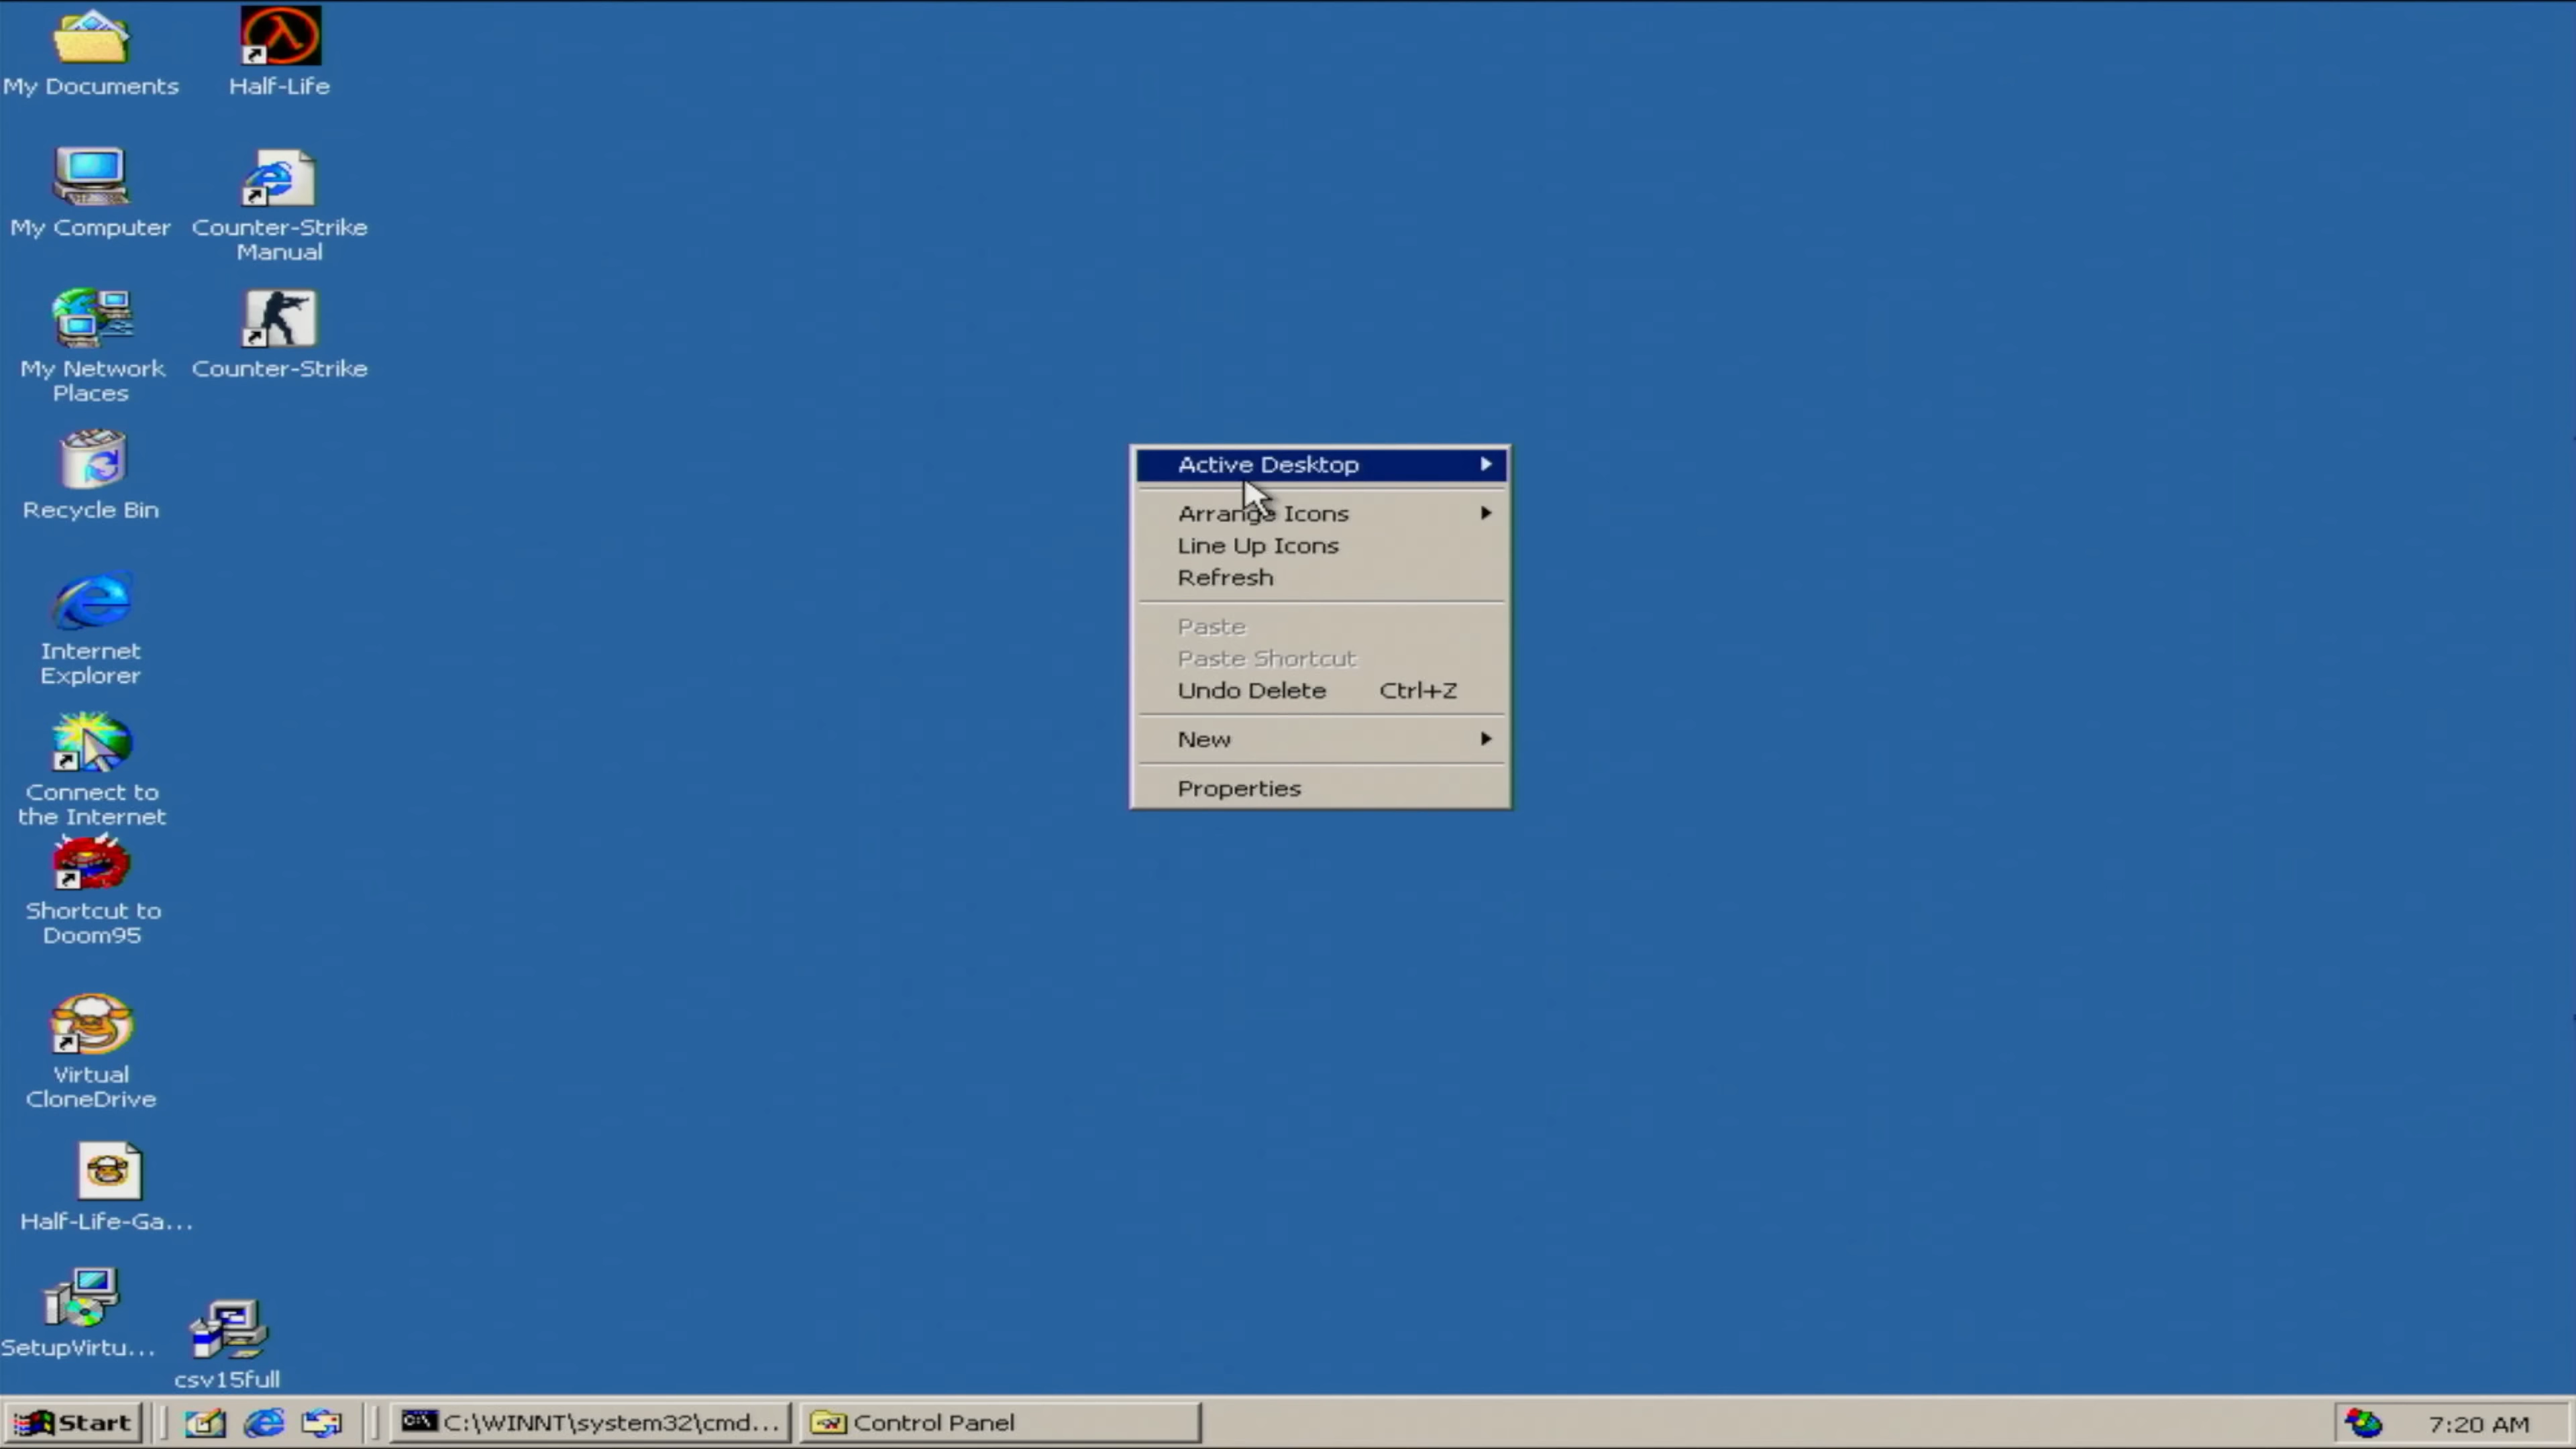 My Documents
Half-Life
My Computer
Counter-Strike
Manual
My Network
Places
Counter-Strike
Recycle Bin
Internet
Explorer
Connect to
the Internet
Shortcut to
Doom95
Virtual
CloneDrive
Half-Life-Ga...
SetupVirtu...
csv15full
Active Desktop
Arrange Icons
Line Up Icons
Refresh
Paste
Paste Shortcut
Undo Delete Ctrl+Z
New
Properties
Start
C:\WINNT\system32\cmd...
Control Panel
7:20 AM